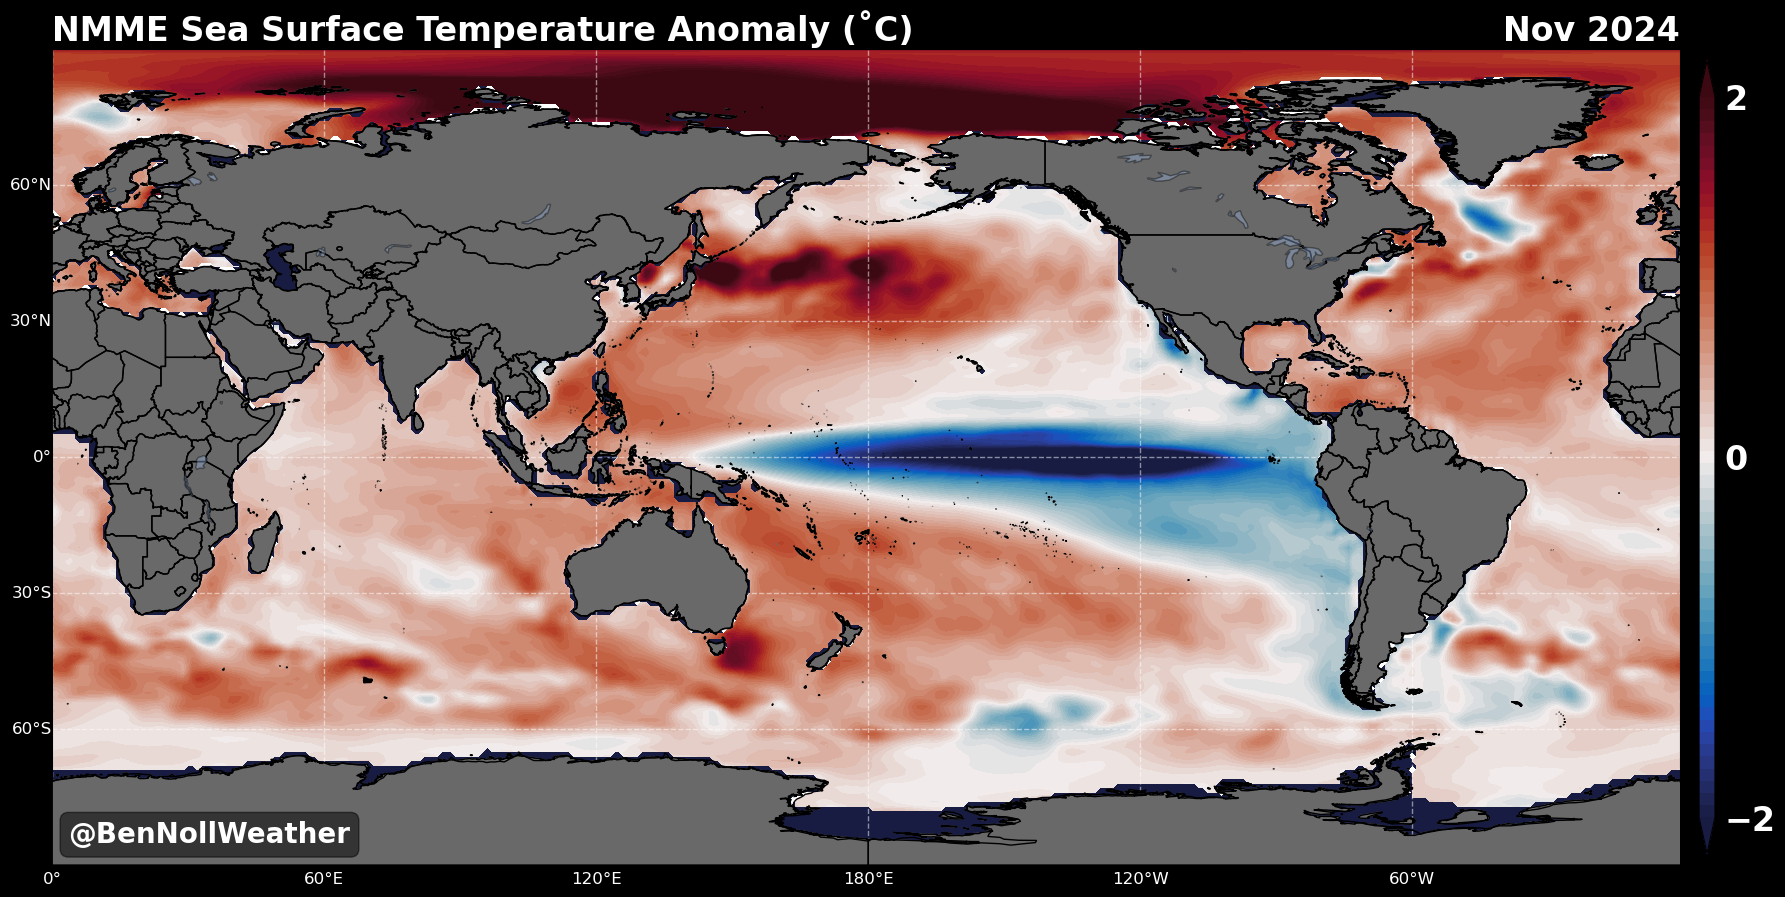 NMME Sea Surface Temperature Anomaly (˚C)
Nov 2024
2
0
−2
60°N
30°N
0°
30°S
60°S
@BenNollWeather
0°
60°E
120°E
180°E
120°W
60°W